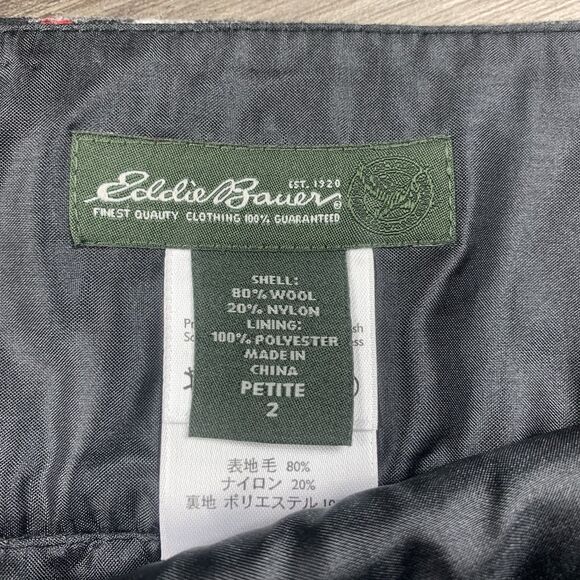 Eddie Bauer®
EST. 1920
FINEST QUALITY CLOTHING 100% GUARANTEED
SHELL:
80% WOOL
20% NYLON
LINING:
100% POLYESTER
MADE IN
CHINA
PETITE
2
表地 毛 80%
ナイロン 20%
裏地 ポリエステル